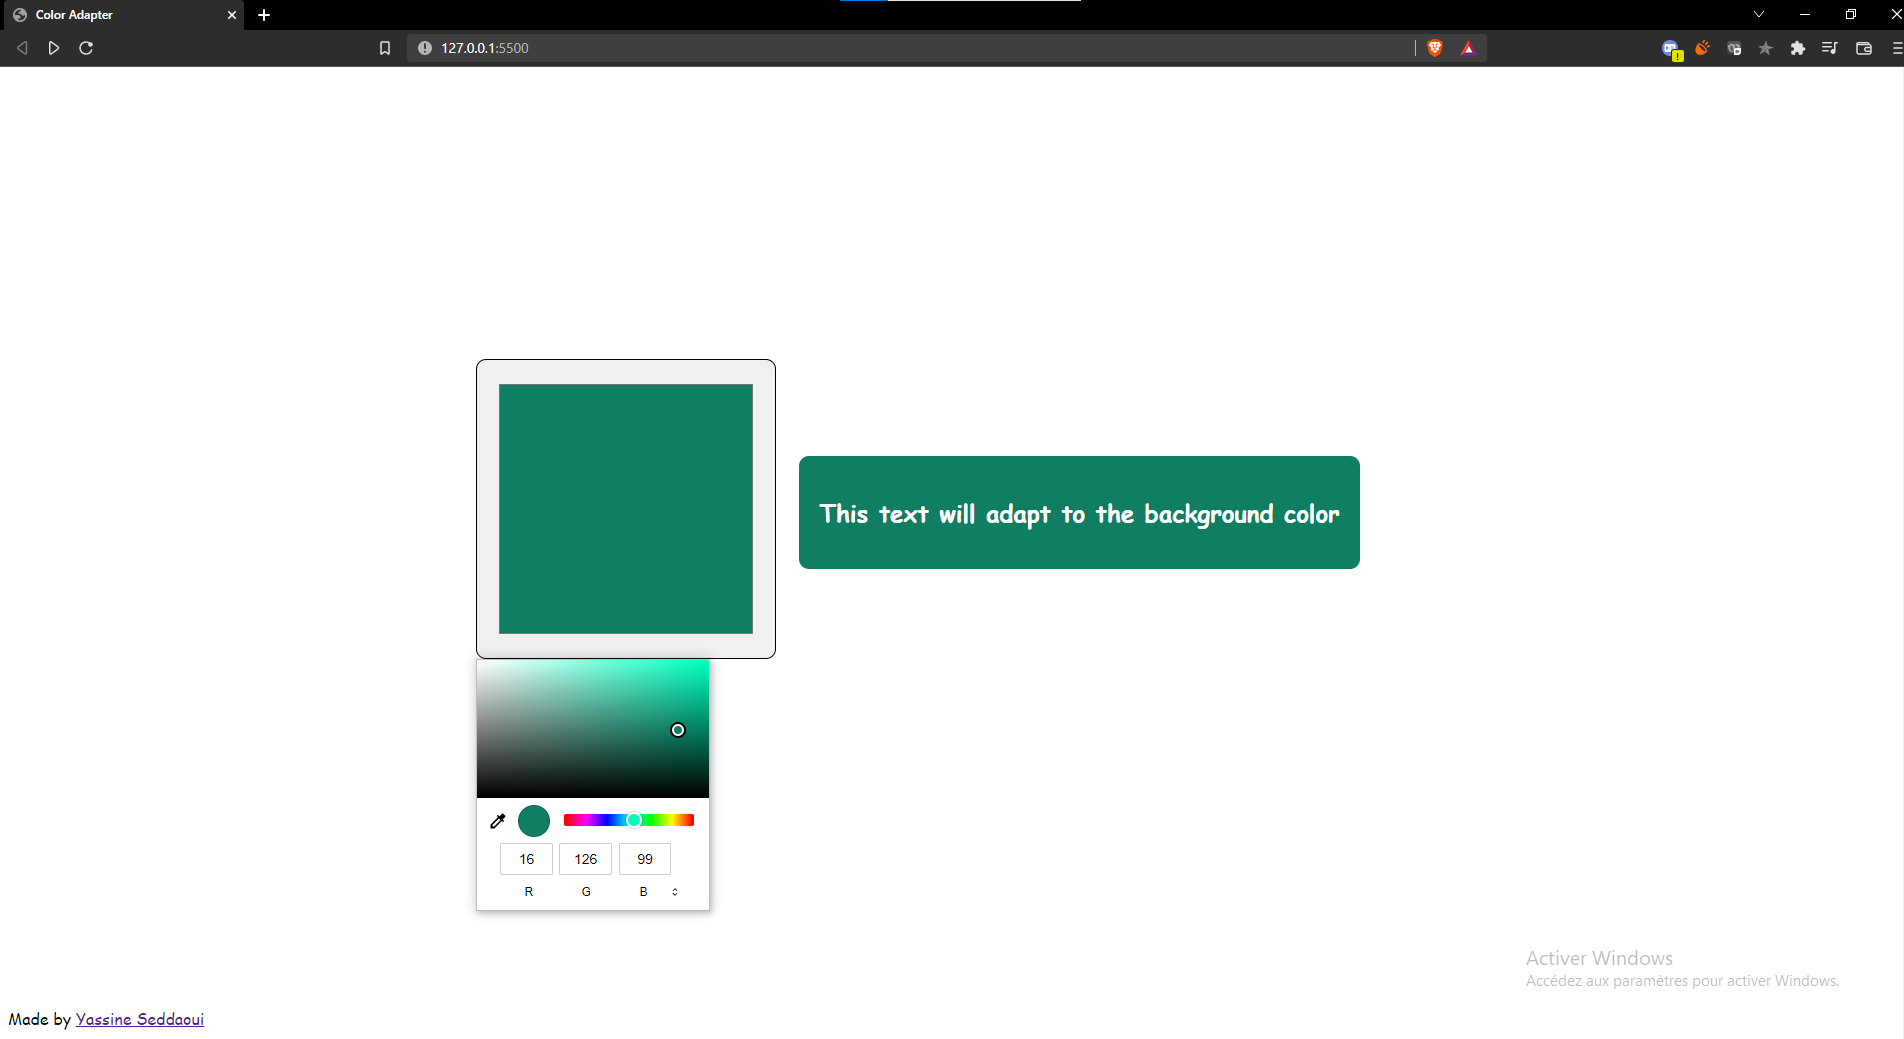 Color Adapter
127.0.0.1:5500
This text will adapt to the background color
16 126 99
R G B
Activer Windows
Accédez aux paramètres pour activer Windows.
Made by Yassine Seddaoui